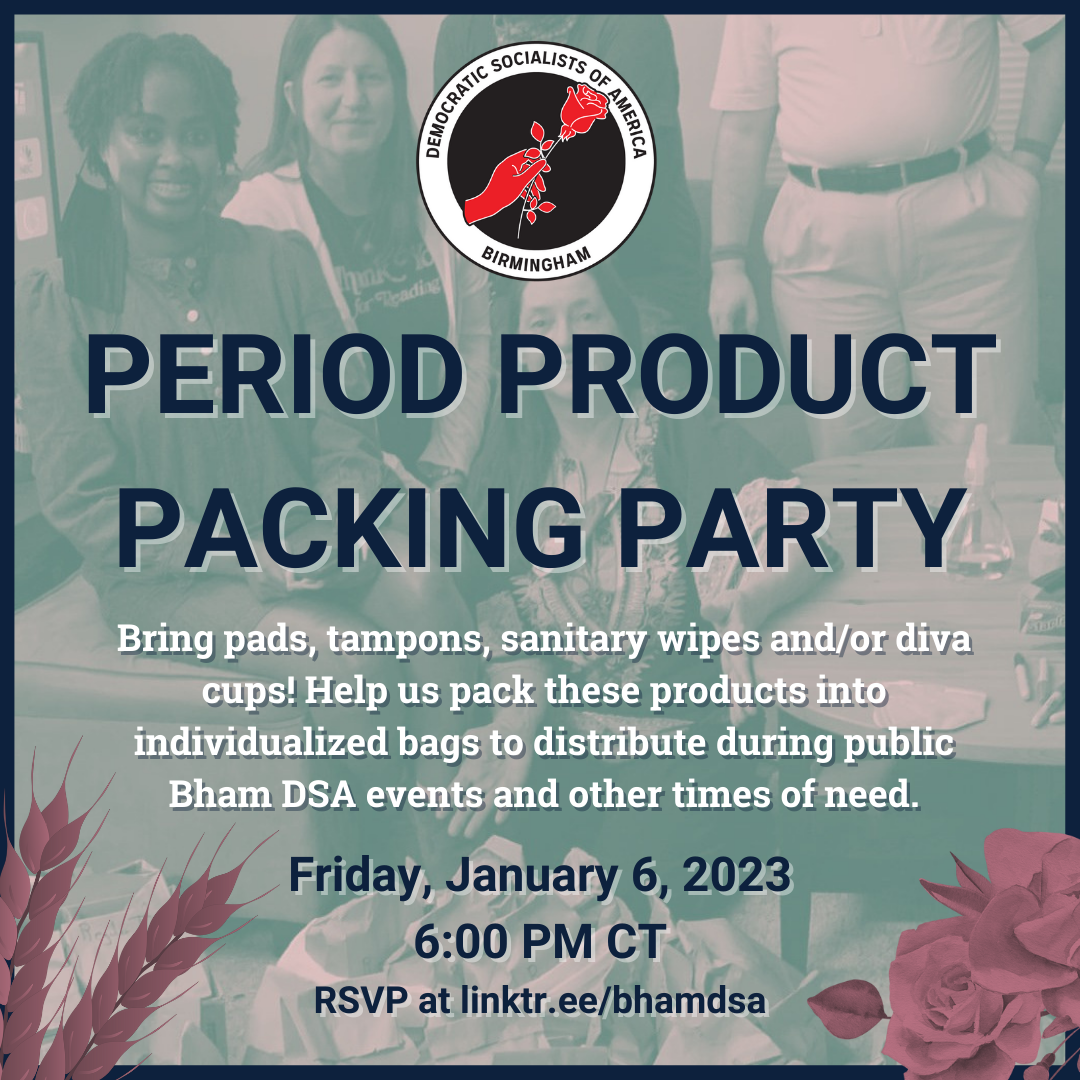 DEMOCRATIC SOCIALISTS OF AMERICA
BIRMINGHAM
for Reading
PERIOD PRODUCT
PACKING PARTY
Bring pads, tampons, sanitary wipes and/or diva
cups! Help us pack these products into
individualized bags to distribute during public
Bham DSA events and other times of need.
Friday, January 6, 2023
6:00 PM CT
RSVP at linktr.ee/bhamdsa